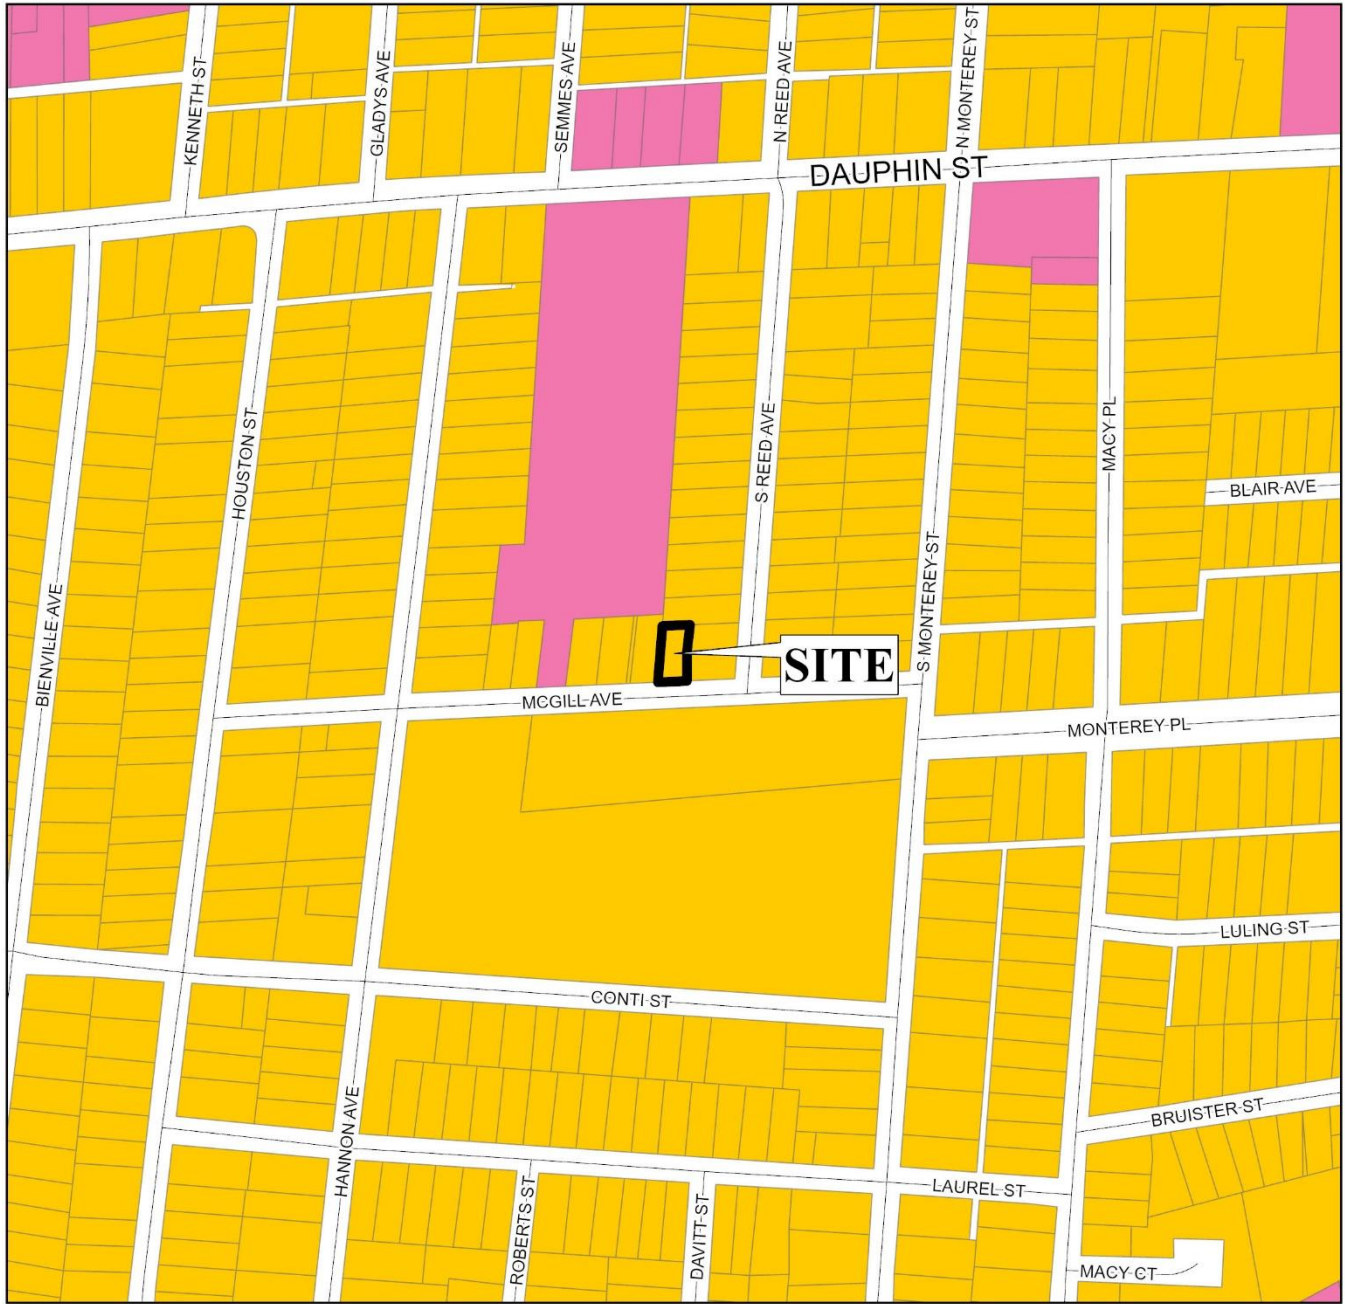 KENNETH ST
GLADYS AVE
SEMMES AVE
N REED AVE
N MONTEREY ST
DAUPHIN ST
HOUSTON ST
S REED AVE
MACY PL
BLAIR AVE
BIENVILLE AVE
S MONTEREY ST
SITE
MCGILL AVE
MONTEREY PL
LULING ST
CONTI ST
HANNON AVE
BRUISTER ST
LAUREL ST
ROBERTS ST
DAVITT ST
MACY CT